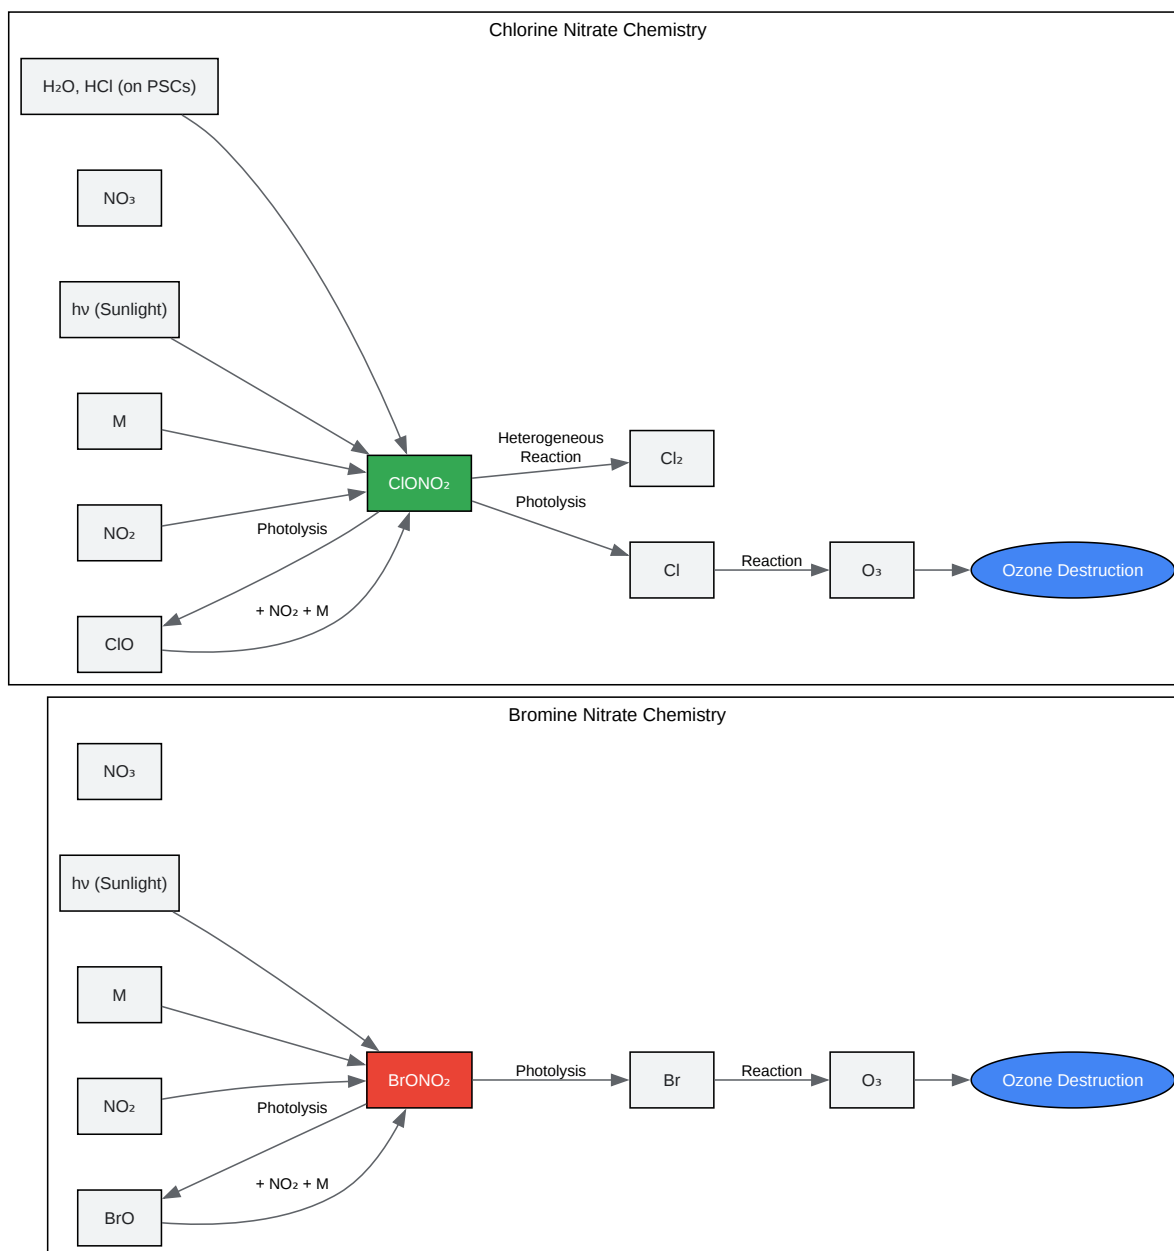 Chlorine Nitrate Chemistry
H₂O, HCl (on PSCs)
NO₃
hν (Sunlight)
M
NO₂
ClO
Photolysis
+ NO₂ + M
ClONO₂
Heterogeneous
Reaction
Photolysis
Cl₂
Cl
Reaction
O₃
Ozone Destruction
Bromine Nitrate Chemistry
NO₃
hν (Sunlight)
M
NO₂
BrO
Photolysis
+ NO₂ + M
BrONO₂
Photolysis
Br
Reaction
O₃
Ozone Destruction